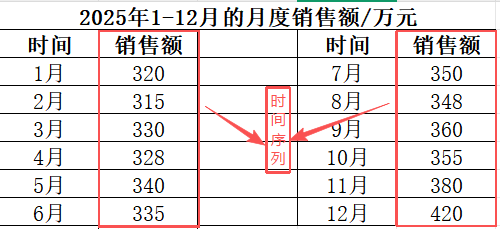 2025年1-12月的月度销售额/万元
时间 销售额 时间 销售额
1月 320 7月 350
2月 315 8月 348
3月 330 9月 360
4月 328 10月 355
5月 340 11月 380
6月 335 12月 420
时间序列